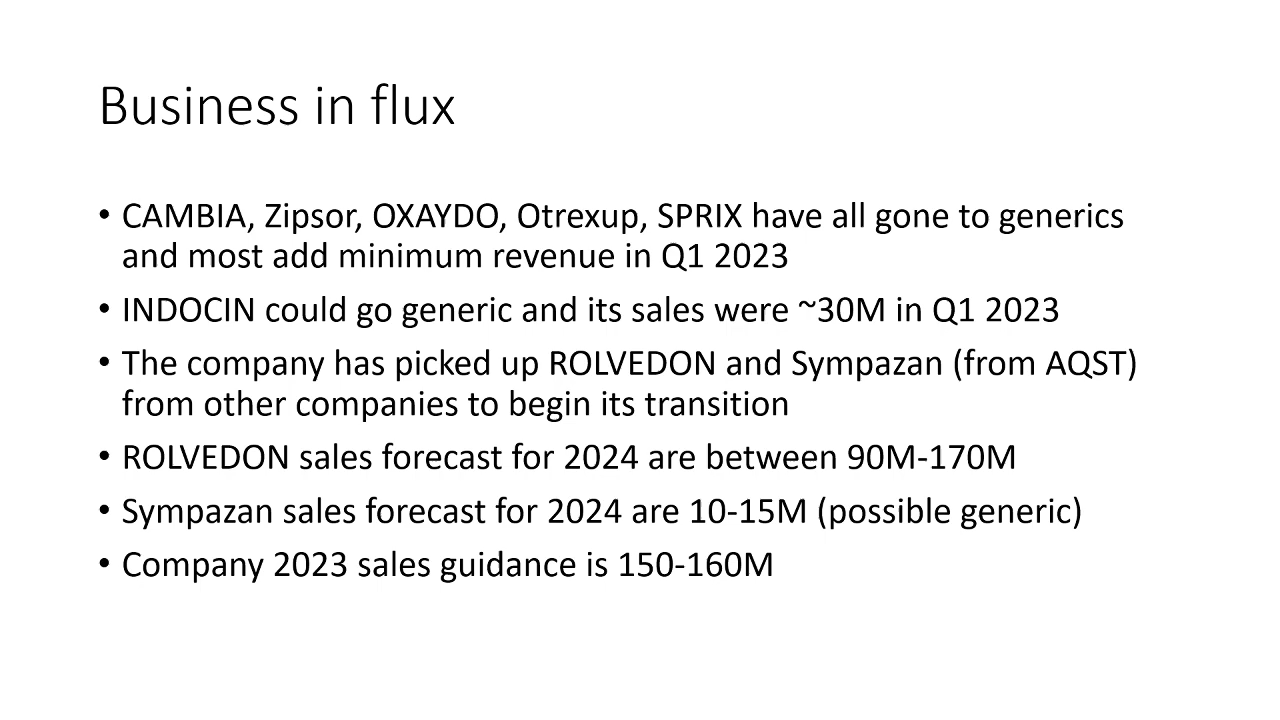 Business in flux
• CAMBIA, Zipsor, OXAYDO, Otrexup, SPRIX have all gone to generics
and most add minimum revenue in Q1 2023
• INDOCIN could go generic and its sales were ~30M in Q1 2023
• The company has picked up ROLVEDON and Sympazan (from AQST)
from other companies to begin its transition
• ROLVEDON sales forecast for 2024 are between 90M-170M
• Sympazan sales forecast for 2024 are 10-15M (possible generic)
• Company 2023 sales guidance is 150-160M